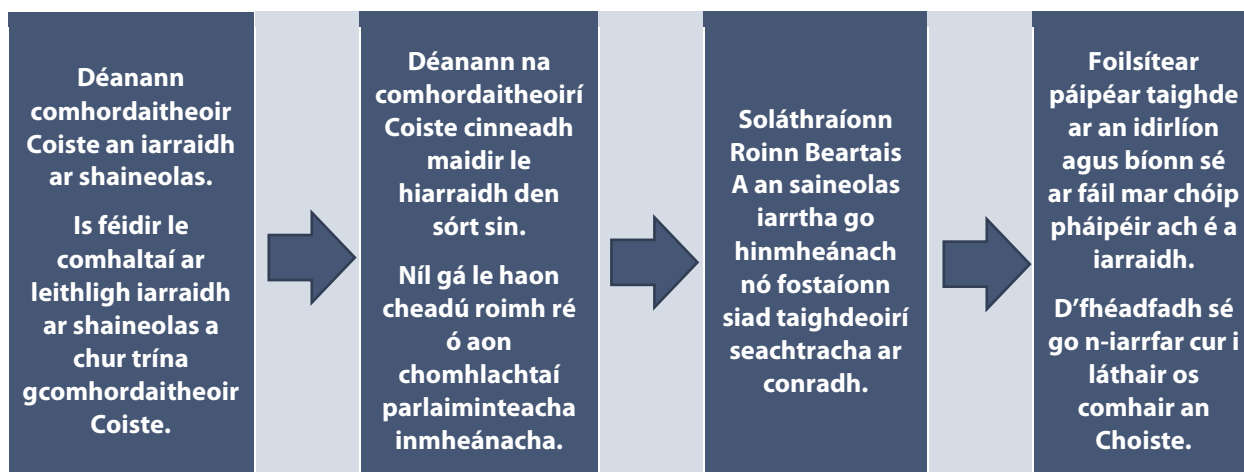 Déanann
comhordaitheoir
Coiste an iarraidh
ar shaineolas.
Is féidir le
comhaltaí ar
leithligh iarraidh
ar shaineolas a
chur trína
gcomhordaitheoir
Coiste.
Déanann na
comhordaitheoirí
Coiste cinneadh
maidir le
hiarraidh den
sórt sin.
Níl gá le haon
cheadú roimh ré
ó aon
chomhlachtaí
parlaiminteacha
inmheánacha.
Soláthraíonn
Roinn Beartais
A an saineolas
iarrtha go
hinmheánach
nó fostaíonn
siad taighdeoirí
seachtracha ar
conradh.
Foilsítear
páipéar taighde
ar an idirlíon
agus bíonn sé
ar fáil mar chóip
pháipéir ach é a
iarraidh.
D'fhéadfadh sé
go n-iarrfar cur i
láthair os
comhair an
Choiste.